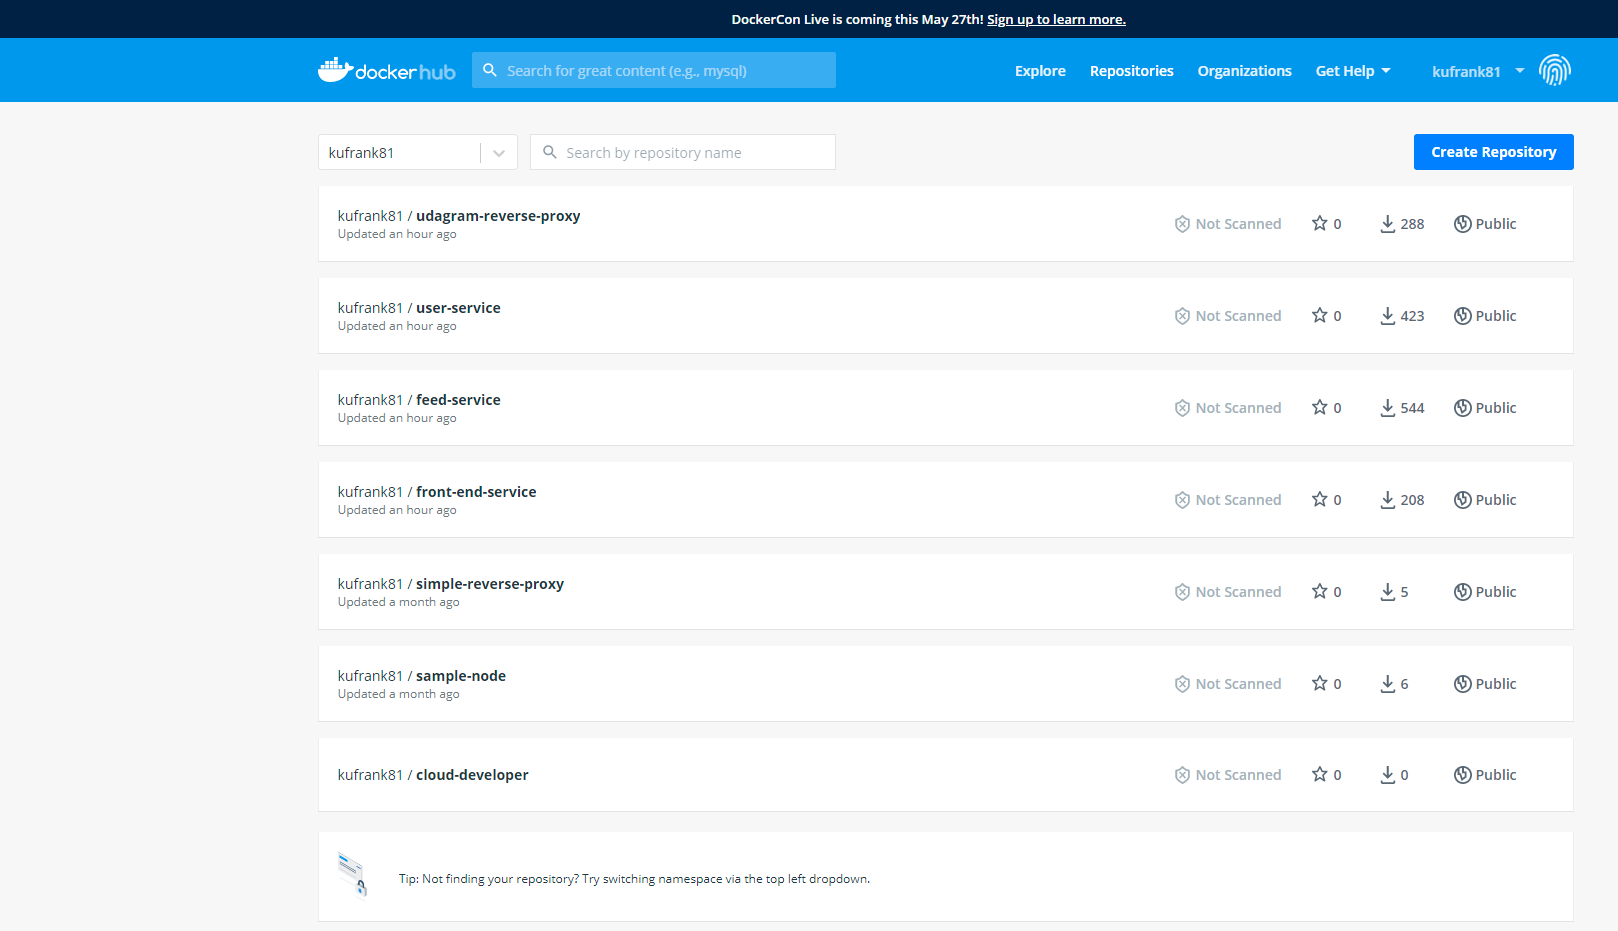 DockerCon Live is coming this May 27th! Sign up to learn more.
dockerhub Search for great content (e.g., mysql) Explore Repositories Organizations Get Help kufrank81
kufrank81 Search by repository name Create Repository
kufrank81 / udagram-reverse-proxy
Updated an hour ago
Not Scanned 0 288 Public
kufrank81 / user-service
Updated an hour ago
Not Scanned 0 423 Public
kufrank81 / feed-service
Updated an hour ago
Not Scanned 0 544 Public
kufrank81 / front-end-service
Updated an hour ago
Not Scanned 0 208 Public
kufrank81 / simple-reverse-proxy
Updated a month ago
Not Scanned 0 5 Public
kufrank81 / sample-node
Updated a month ago
Not Scanned 0 6 Public
kufrank81 / cloud-developer
Not Scanned 0 0 Public
Tip: Not finding your repository? Try switching namespace via the top left dropdown.